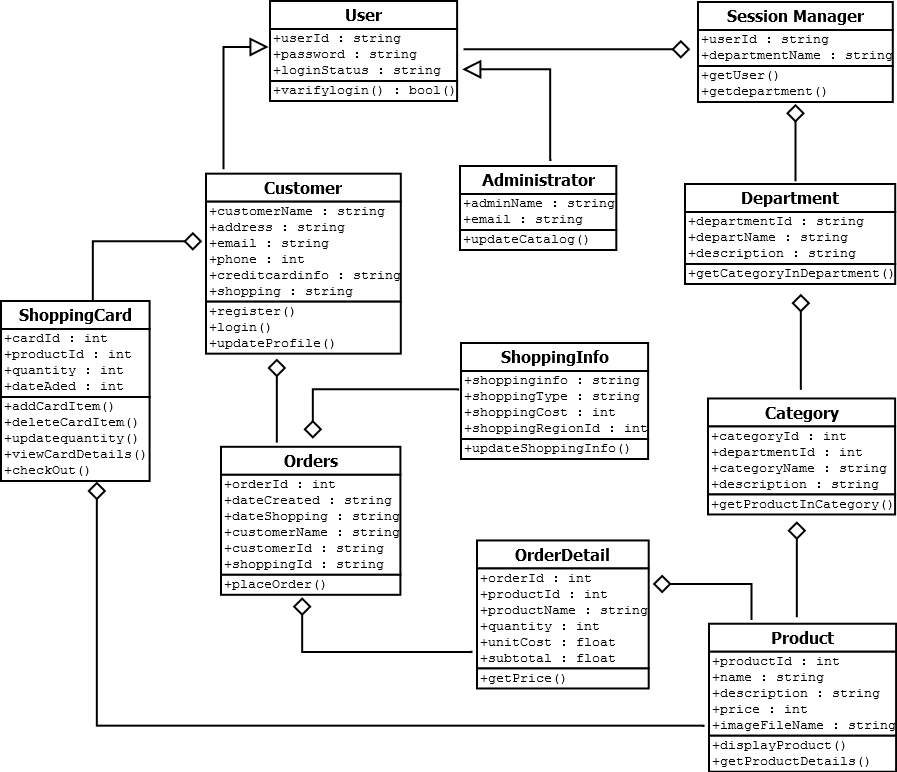 User
+userId : string
+password : string
+loginStatus : string
+varifylogin() : bool()
Session Manager
+userId : string
+departmentName : string
+getUser()
+getdepartment()
Customer
+customerName : string
+address : string
+email : string
+phone : int
+creditcardinfo : string
+shopping : string
+register()
+login()
+updateProfile()
Administrator
+adminName : string
+email : string
+updateCatalog()
Department
+departmentId : string
+departName : string
+description : string
+getCategoryInDepartment()
ShoppingCard
+cardId : int
+productId : int
+quantity : int
+dateAded : int
+addCardItem()
+deleteCardItem()
+updatequantity()
+viewCardDetails()
+checkOut()
ShoppingInfo
+shoppinginfo : string
+shoppingType : string
+shoppingCost : int
+shoppingRegionId : int
+updateShoppingInfo()
Category
+categoryId : int
+departmentId : int
+categoryName : string
+description : string
+getProductInCategory()
Orders
+orderId : int
+dateCreated : string
+dateShopping : string
+customerName : string
+customerId : string
+shoppingId : string
+placeOrder()
OrderDetail
+orderId : int
+productId : int
+productName : string
+quantity : int
+unitCost : float
+subtotal : float
+getPrice()
Product
+productId : int
+name : string
+description : string
+price : int
+imageFileName : string
+displayProduct()
+getProductDetails()